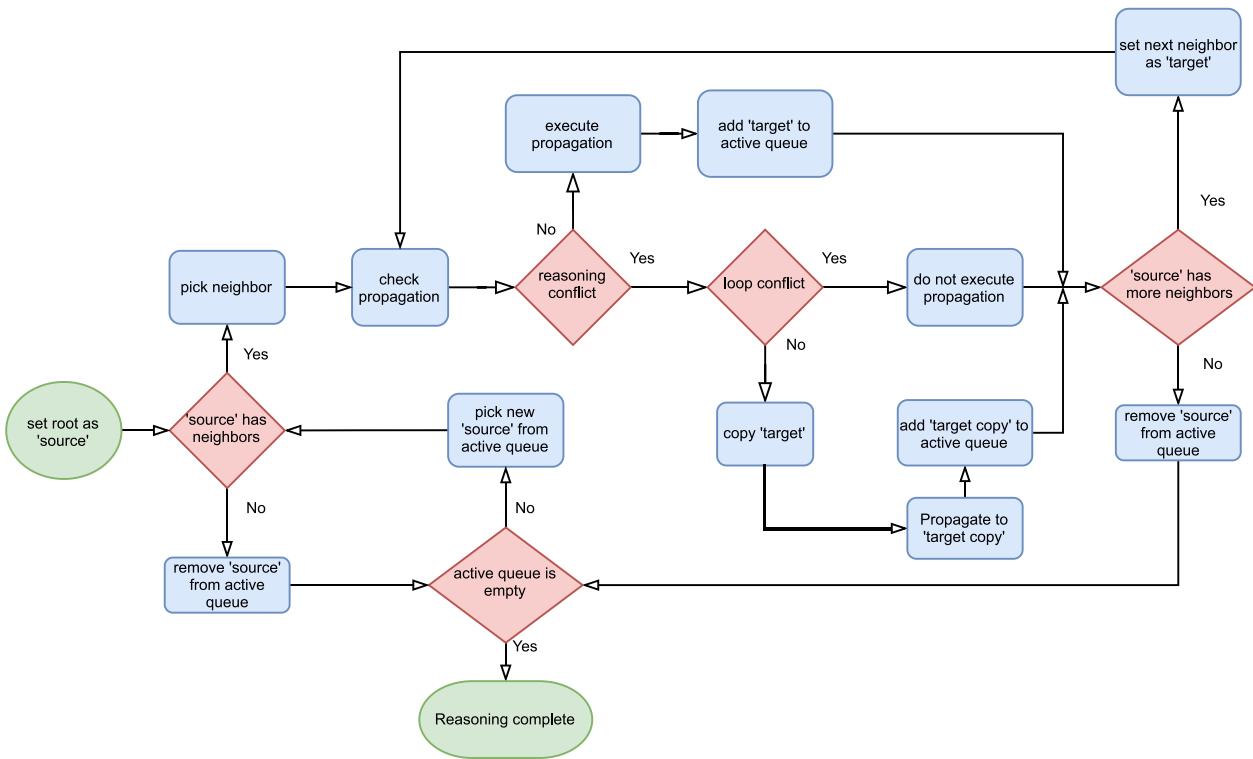 set next neighbor
as 'target'
execute
propagation
add 'target' to
active queue
Yes
No
pick neighbor
check
propagation
reasoning
conflict
Yes
loop conflict
Yes
do not execute
propagation
'source' has
more neighbors
Yes
No
No
set root as
'source'
'source' has
neighbors
pick new
'source' from
active queue
copy 'target'
add 'target copy' to
active queue
remove 'source'
from active
queue
No
No
Propagate to
'target copy'
remove 'source'
from active
queue
active queue is
empty
Yes
Reasoning complete